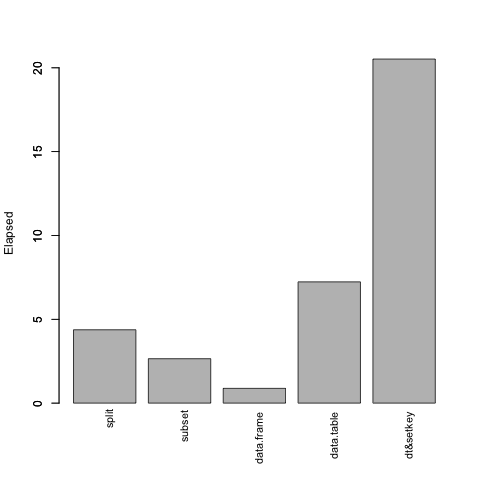 Elapsed
20
15
10
5
0
split
subset
data.frame
data.table
dt&setkey